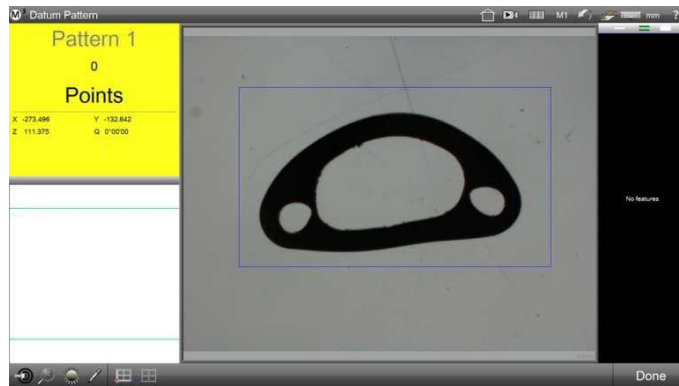 M³ Datum Pattern
M1
mm
?
Pattern 1
0
Points
X -273.496
Y -132.642
Z 111.375
Q 0°00'00
No features
Done